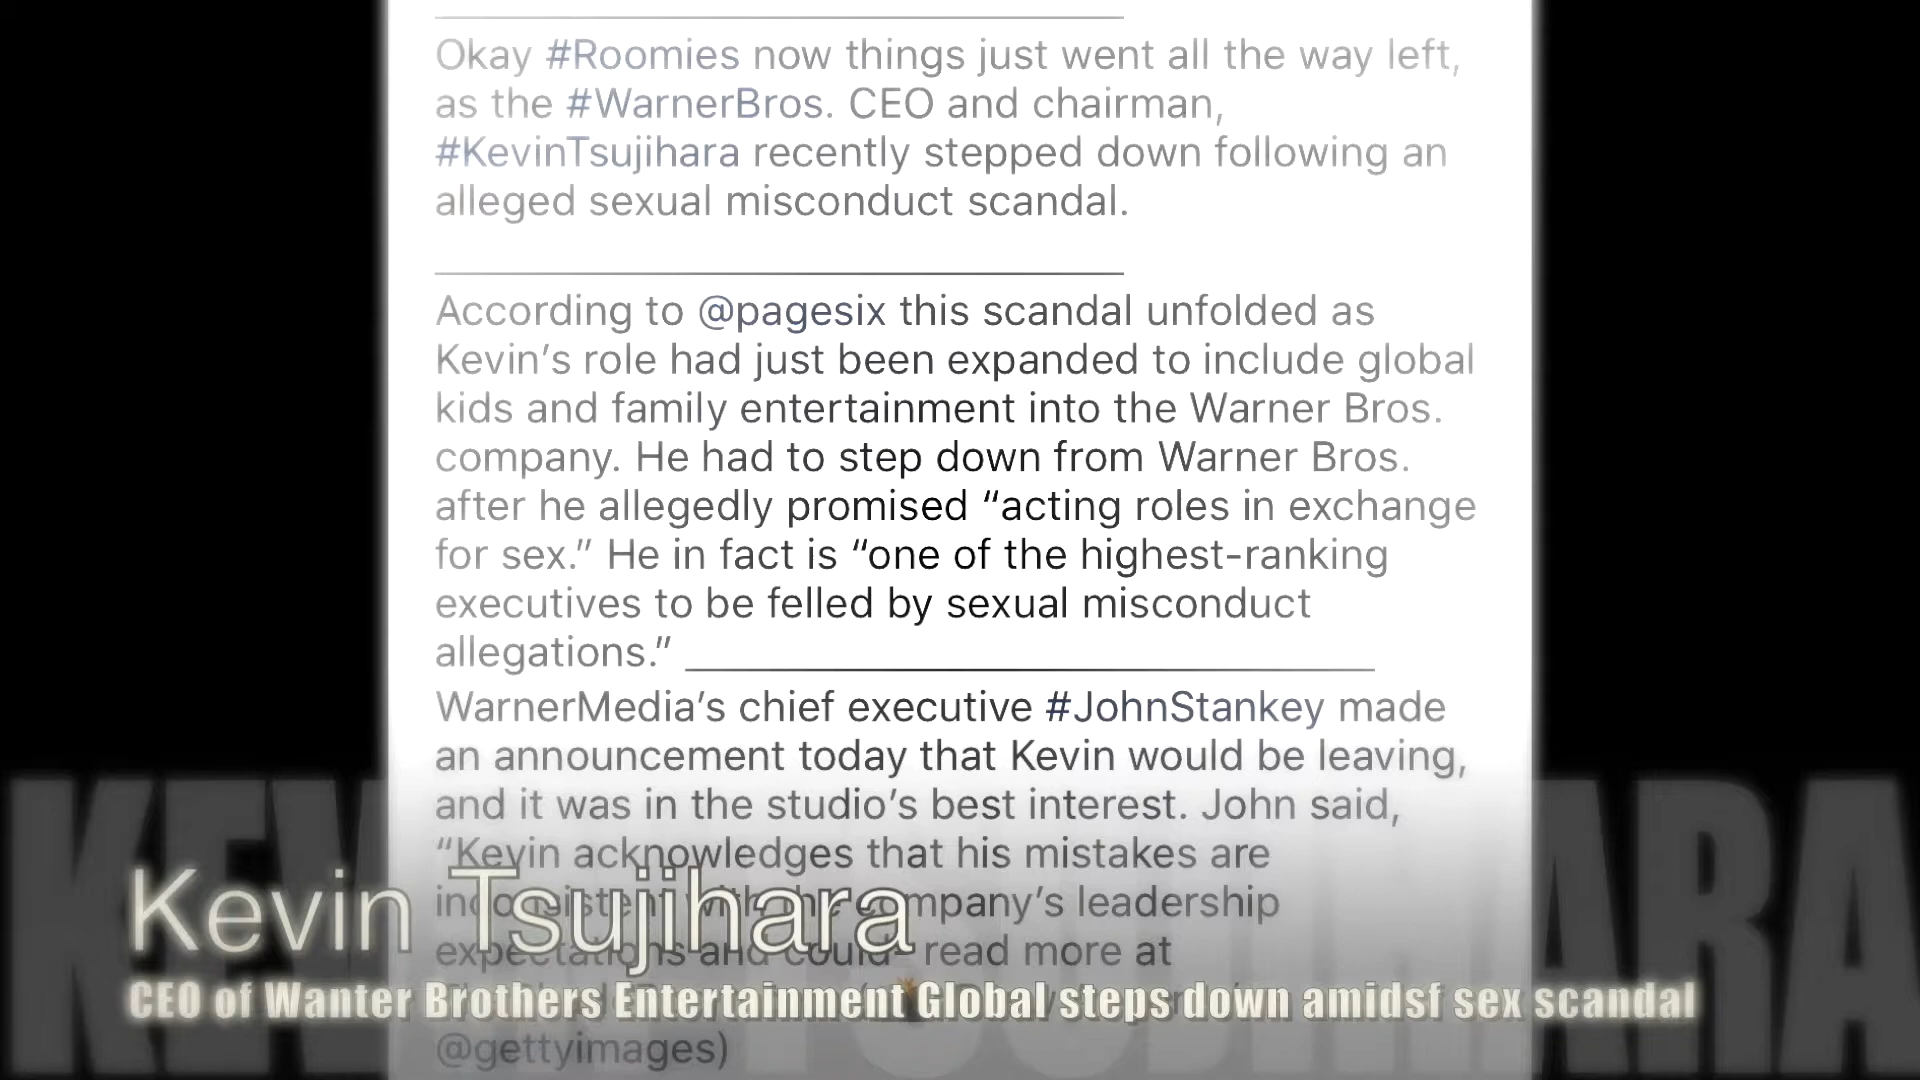 Okay #Roomies now things just went all the way left,
as the #WarnerBros. CEO and chairman,
#KevinTsujihara recently stepped down following an
alleged sexual misconduct scandal.
According to @pagesix this scandal unfolded as
Kevin’s role had just been expanded to include global
kids and family entertainment into the Warner Bros.
company. He had to step down from Warner Bros.
after he allegedly promised “acting roles in exchange
for sex.” He in fact is “one of the highest-ranking
executives to be felled by sexual misconduct
allegations.”
WarnerMedia’s chief executive #JohnStankey made
an announcement today that Kevin would be leaving,
and it was in the studio’s best interest. John said,
“Kevin acknowledges that his mistakes are
inconsistent with the company’s leadership
expectations and could– read more at
@gettyimages)
Kevin Tsujihara
CEO of Wanter Brothers Entertainment Global steps down amidsf sex scandal